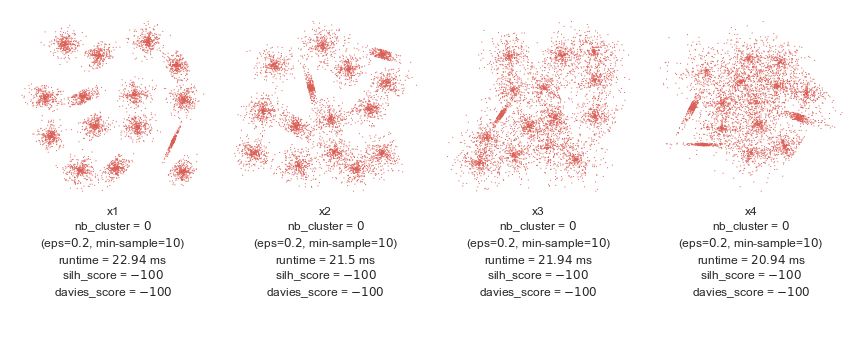 x1
nb_cluster = 0
(eps=0.2, min-sample=10)
runtime = 22.94 ms
silh_score = −100
davies_score = −100
x2
nb_cluster = 0
(eps=0.2, min-sample=10)
runtime = 21.5 ms
silh_score = −100
davies_score = −100
x3
nb_cluster = 0
(eps=0.2, min-sample=10)
runtime = 21.94 ms
silh_score = −100
davies_score = −100
x4
nb_cluster = 0
(eps=0.2, min-sample=10)
runtime = 20.94 ms
silh_score = −100
davies_score = −100